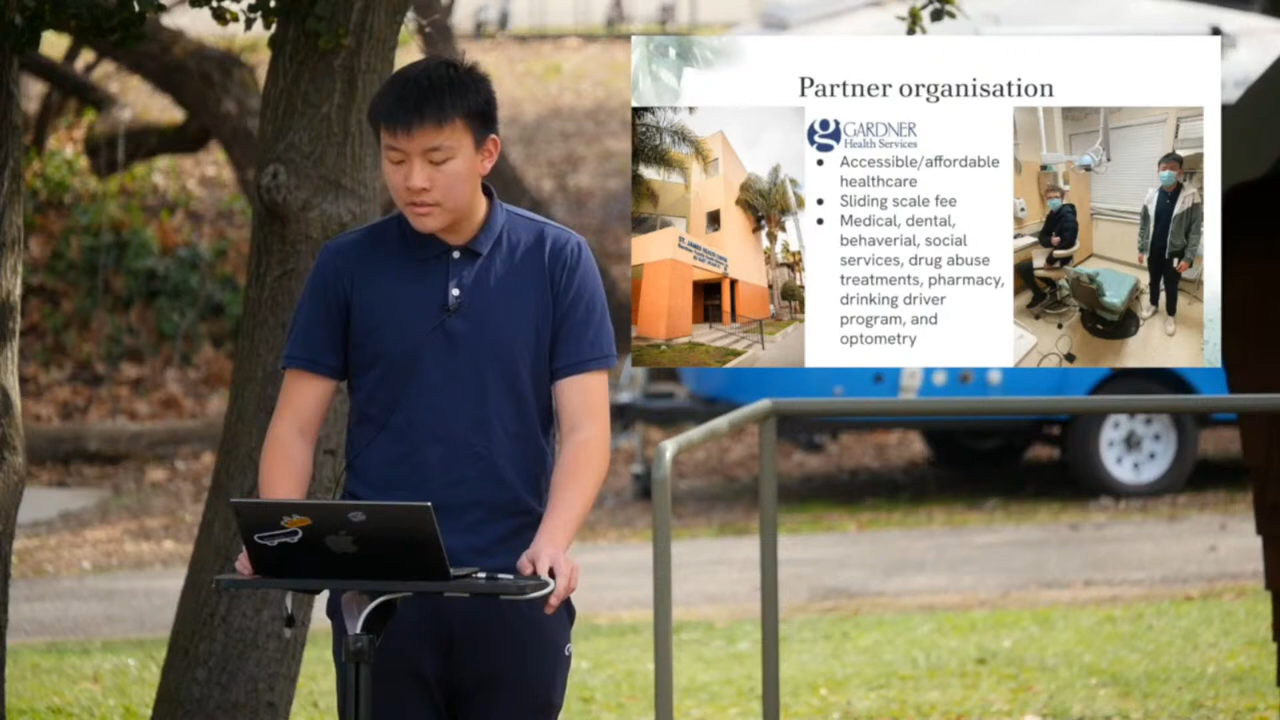 Partner organisation
GARDNER
Health Services
Accessible/affordable
healthcare
Sliding scale fee
Medical, dental,
behaverial, social
services, drug abuse
treatments, pharmacy,
drinking driver
program, and
optometry